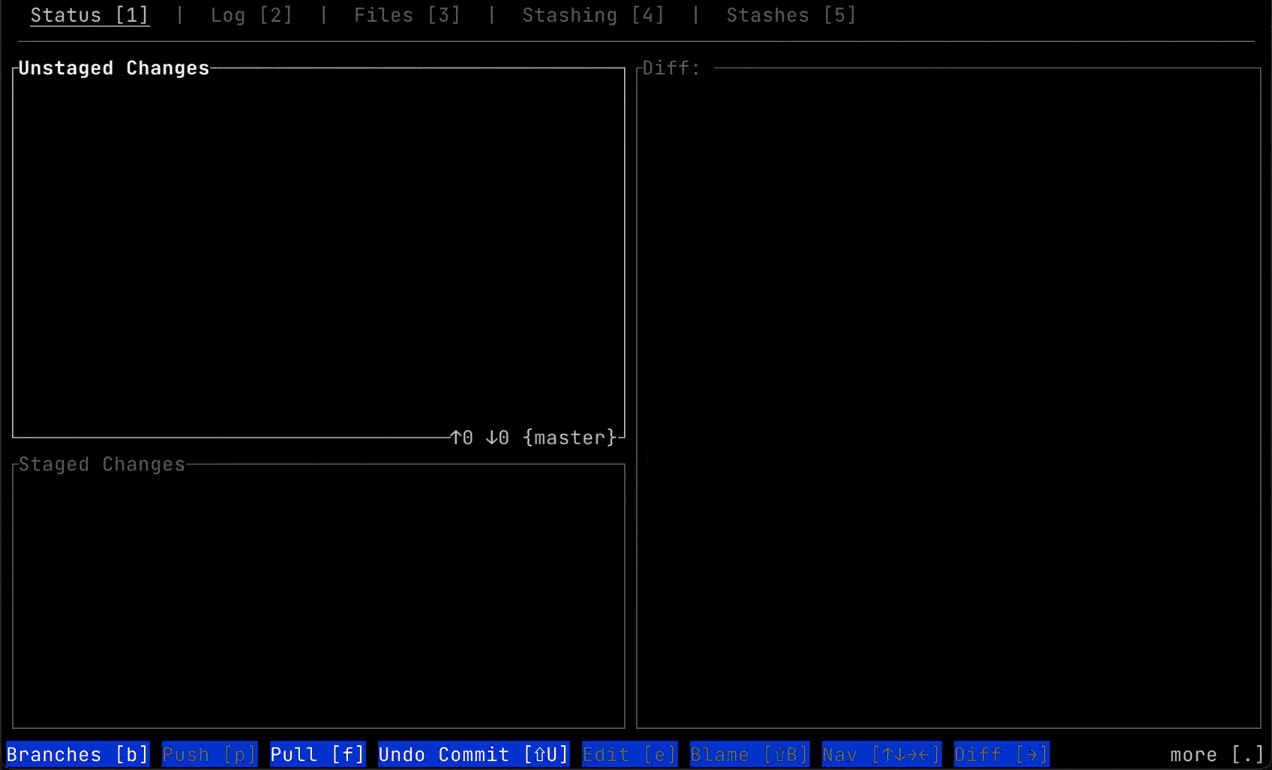 Status [1] | Log [2] | Files [3] | Stashing [4] | Stashes [5]
Unstaged Changes
Diff:
↑0 ↓0 {master}
Staged Changes
Branches [b] Push [p] Pull [f] Undo Commit [⇧U] Edit [e] Blame [⇧B] Nav [↑↓→←] Diff [→] more [.]